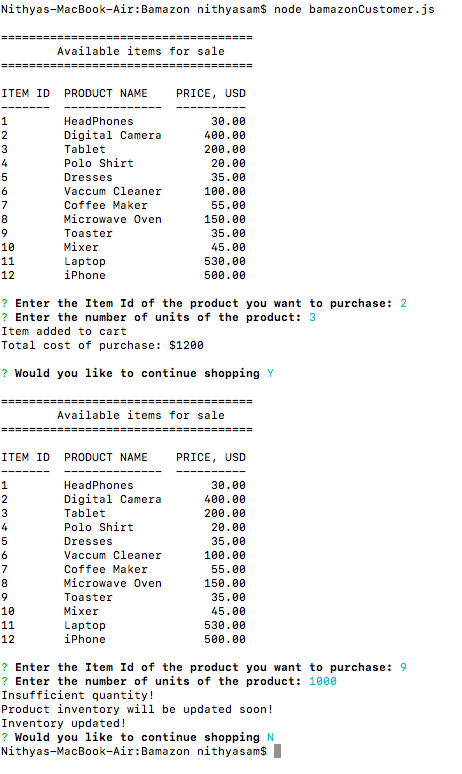 Nithyas-MacBook-Air:Bamazon nithyasam$ node bamazonCustomer.js
====================================
Available items for sale
====================================
ITEM ID  PRODUCT NAME    PRICE, USD
-------  --------------  ----------
1        HeadPhones           30.00
2        Digital Camera      400.00
3        Tablet              200.00
4        Polo Shirt           20.00
5        Dresses              35.00
6        Vaccum Cleaner      100.00
7        Coffee Maker         55.00
8        Microwave Oven      150.00
9        Toaster              35.00
10       Mixer                45.00
11       Laptop              530.00
12       iPhone              500.00
? Enter the Item Id of the product you want to purchase: 2
? Enter the number of units of the product: 3
Item added to cart
Total cost of purchase: $1200
? Would you like to continue shopping Y
====================================
Available items for sale
====================================
ITEM ID  PRODUCT NAME    PRICE, USD
-------  --------------  ----------
1        HeadPhones           30.00
2        Digital Camera      400.00
3        Tablet              200.00
4        Polo Shirt           20.00
5        Dresses              35.00
6        Vaccum Cleaner      100.00
7        Coffee Maker         55.00
8        Microwave Oven      150.00
9        Toaster              35.00
10       Mixer                45.00
11       Laptop              530.00
12       iPhone              500.00
? Enter the Item Id of the product you want to purchase: 9
? Enter the number of units of the product: 1000
Insufficient quantity!
Product inventory will be updated soon!
Inventory updated!
? Would you like to continue shopping N
Nithyas-MacBook-Air:Bamazon nithyasam$